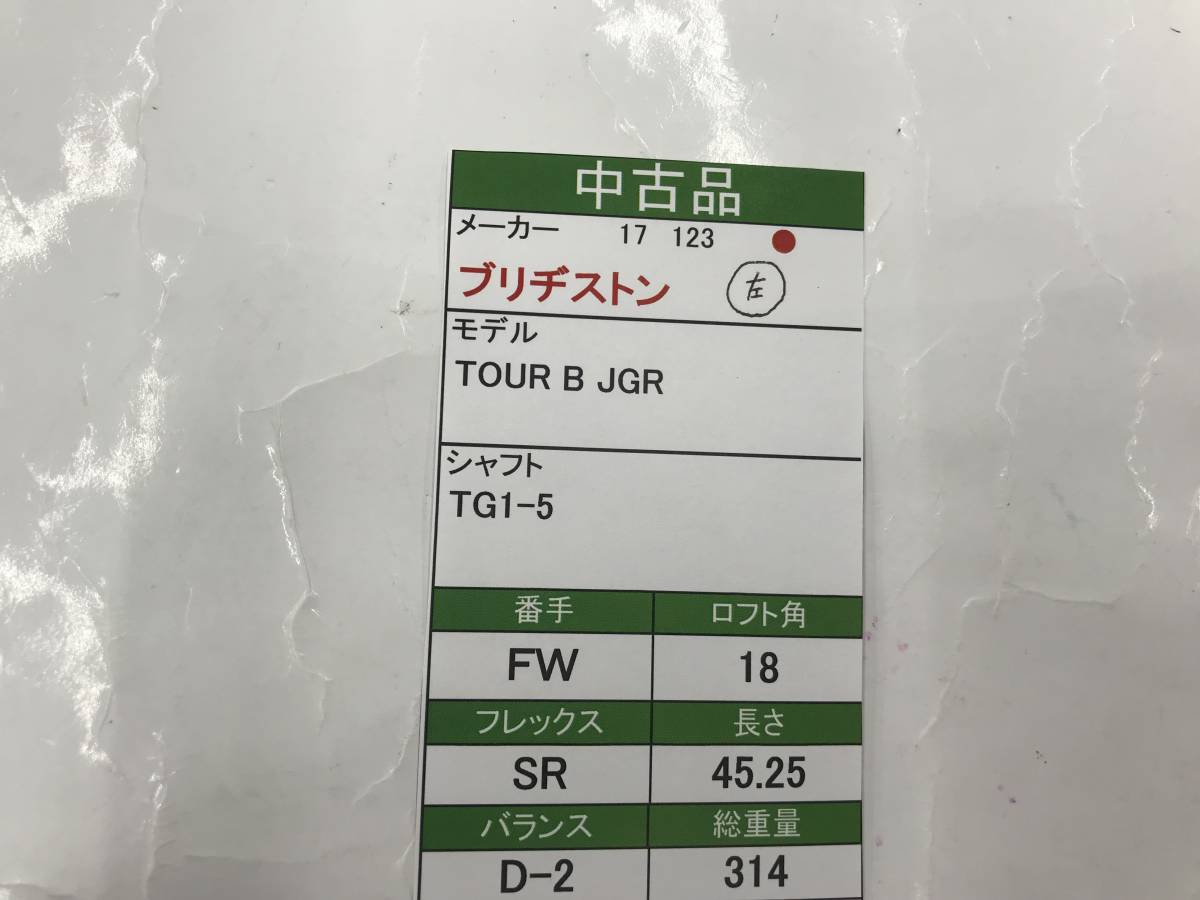 中古品
メーカー 17 123
ブリヂストン 左
モデル
TOUR B JGR
シャフト
TG1-5
番手 ロフト角
FW 18
フレックス 長さ
SR 45.25
バランス 総重量
D-2 314